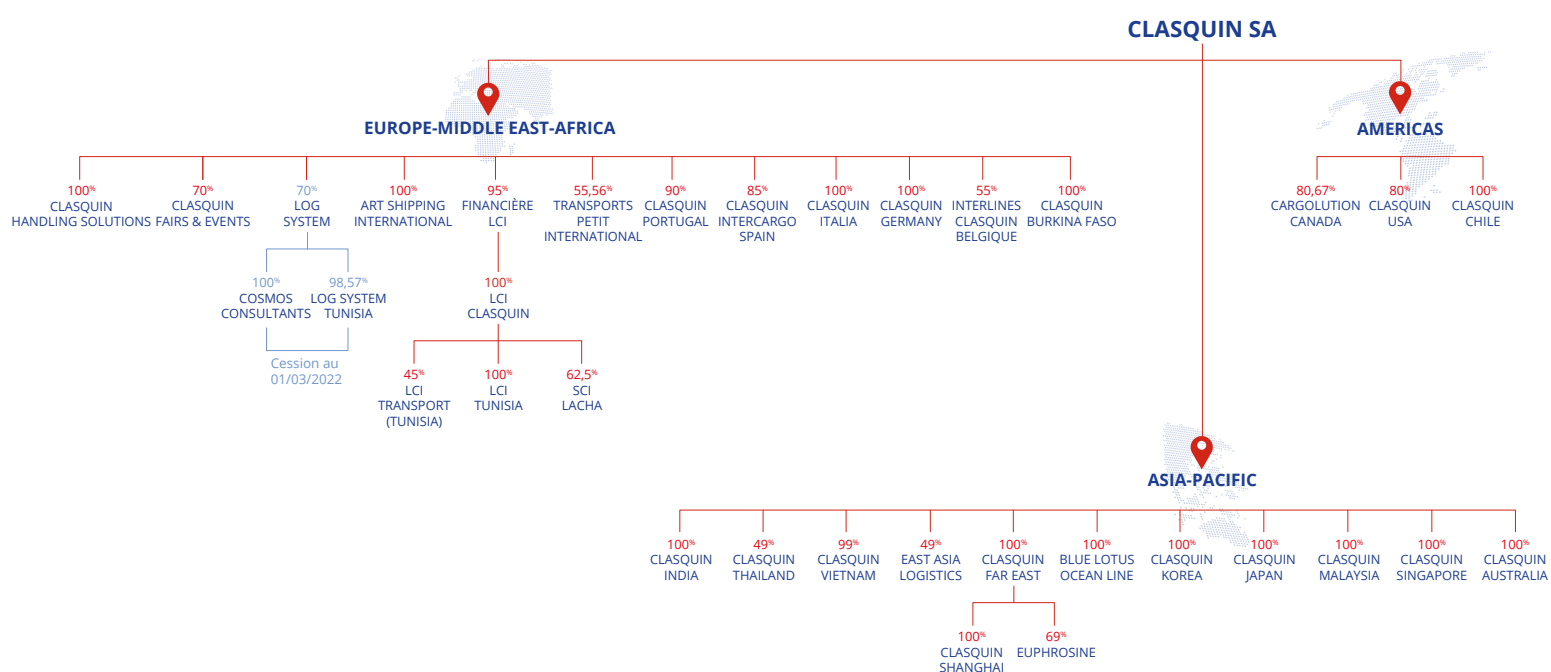 CLASQUIN SA
EUROPE-MIDDLE EAST-AFRICA
AMERICAS
100%
CLASQUIN
HANDLING SOLUTIONS
70%
CLASQUIN
FAIRS & EVENTS
70%
LOG
SYSTEM
100%
ART SHIPPING
INTERNATIONAL
95%
FINANCIÈRE
LCI
55,56%
TRANSPORTS
PETIT
INTERNATIONAL
90%
CLASQUIN
PORTUGAL
85%
CLASQUIN
INTERCARGO
SPAIN
100%
CLASQUIN
ITALIA
100%
CLASQUIN
GERMANY
55%
INTERLINES
CLASQUIN
BELGIQUE
100%
CLASQUIN
BURKINA FASO
80,67%
CARGOLUTION
CANADA
80%
CLASQUIN
USA
100%
CLASQUIN
CHILE
100%
COSMOS
CONSULTANTS
98,57%
LOG SYSTEM
TUNISIA
Cession au
01/03/2022
100%
LCI
CLASQUIN
45%
LCI
TRANSPORT
(TUNISIA)
100%
LCI
TUNISIA
62,5%
SCI
LACHA
ASIA-PACIFIC
100%
CLASQUIN
INDIA
49%
CLASQUIN
THAILAND
99%
CLASQUIN
VIETNAM
49%
EAST ASIA
LOGISTICS
100%
CLASQUIN
FAR EAST
100%
BLUE LOTUS
OCEAN LINE
100%
CLASQUIN
KOREA
100%
CLASQUIN
JAPAN
100%
CLASQUIN
MALAYSIA
100%
CLASQUIN
SINGAPORE
100%
CLASQUIN
AUSTRALIA
100%
CLASQUIN
SHANGHAI
69%
EUPHROSINE